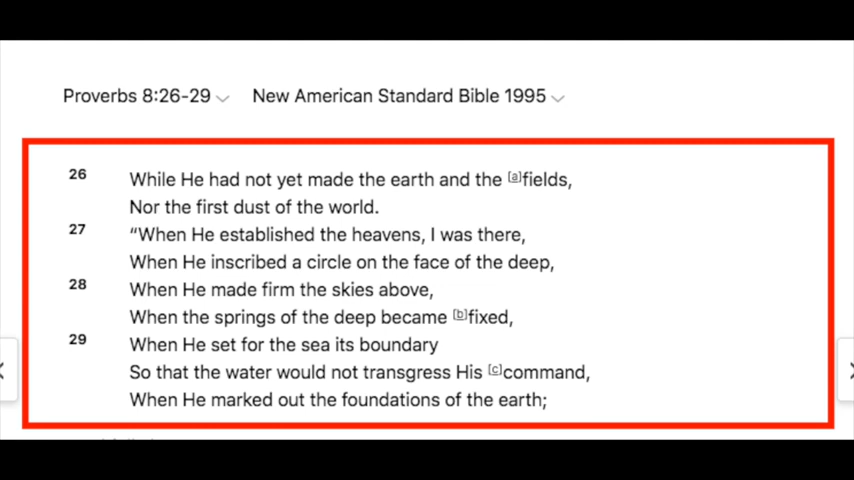 Proverbs 8:26-29 New American Standard Bible 1995
26 While He had not yet made the earth and the [a]fields,
Nor the first dust of the world.
27 “When He established the heavens, I was there,
When He inscribed a circle on the face of the deep,
28 When He made firm the skies above,
When the springs of the deep became [b]fixed,
29 When He set for the sea its boundary
So that the water would not transgress His [c]command,
When He marked out the foundations of the earth;